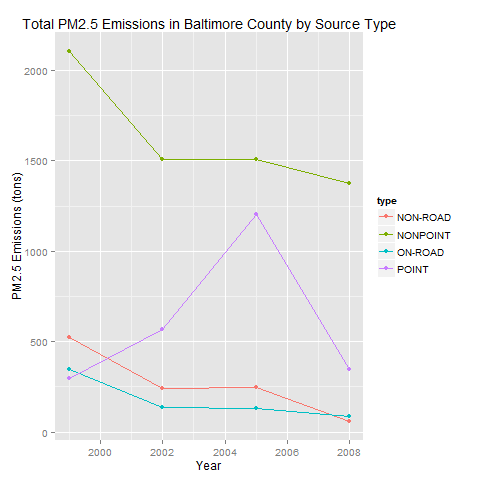 Total PM2.5 Emissions in Baltimore County by Source Type
PM2.5 Emissions (tons)
2000
1500
1000
500
0
2000 2002 2004 2006 2008
Year
type
NON-ROAD
NONPOINT
ON-ROAD
POINT